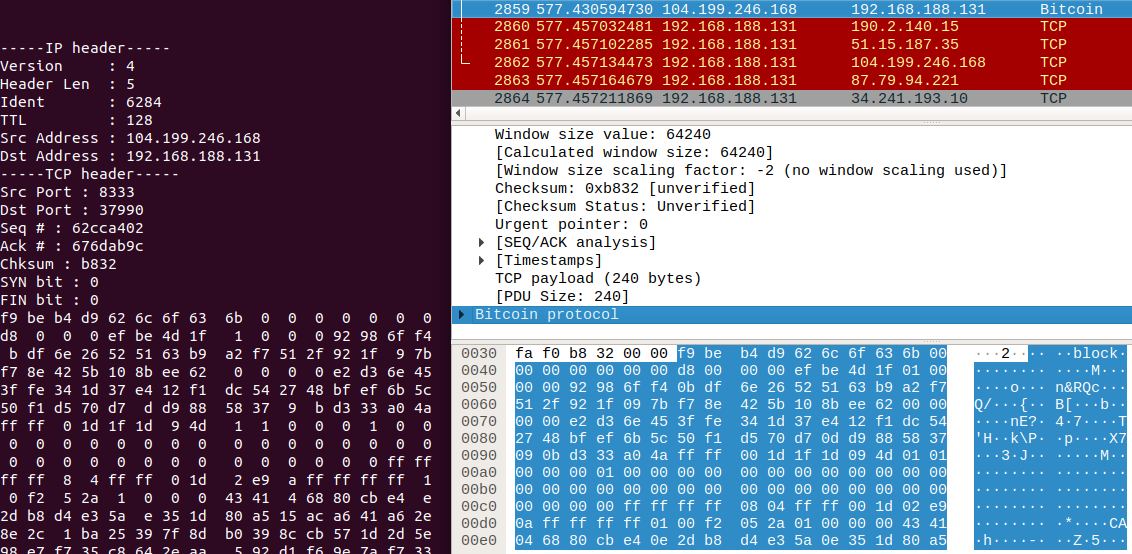 -----IP header-----
Version     : 4
Header Len  : 5
Ident       : 6284
TTL         : 128
Src Address : 104.199.246.168
Dst Address : 192.168.188.131
-----TCP header-----
Src Port : 8333
Dst Port : 37990
Seq # : 62cca402
Ack # : 676dab9c
Chksum : b832
SYN bit : 0
FIN bit : 0
f9 be b4 d9 62 6c 6f 63  6b  0  0  0  0  0  0  0
d8  0  0  0 ef be 4d 1f   1  0  0  0 92 98 6f f4
 b df 6e 26 52 51 63 b9  a2 f7 51 2f 92 1f  9 7b
f7 8e 42 5b 10 8b ee 62   0  0  0  0 e2 d3 6e 45
3f fe 34 1d 37 e4 12 f1  dc 54 27 48 bf ef 6b 5c
50 f1 d5 70 d7  d d9 88  58 37  9  b d3 33 a0 4a
ff ff  0 1d 1f 1d  9 4d   1  1  0  0  0  1  0  0
 0  0  0  0  0  0  0  0   0  0  0  0  0  0  0  0
 0  0  0  0  0  0  0  0   0  0  0  0  0  0 ff ff
ff ff  8  4 ff ff  0 1d   2 e9  a ff ff ff ff  1
 0 f2  5 2a  1  0  0  0  43 41  4 68 80 cb e4  e
2d b8 d4 e3 5a  e 35 1d  80 a5 15 ac a6 41 a6 2e
8e 2c  1 ba 25 39 7f 8d  b0 39 8c cb 57 1d 2d 5e
98 e7 f7 35 c8 64 2e aa   5 92 d1 f6 9e 7a f7 33
2859 577.430594730 104.199.246.168 192.168.188.131 Bitcoin
2860 577.457032481 192.168.188.131 190.2.140.15 TCP
2861 577.457102285 192.168.188.131 51.15.187.35 TCP
2862 577.457134473 192.168.188.131 104.199.246.168 TCP
2863 577.457164679 192.168.188.131 87.79.94.221 TCP
2864 577.457211869 192.168.188.131 34.241.193.10 TCP
Window size value: 64240
[Calculated window size: 64240]
[Window size scaling factor: -2 (no window scaling used)]
Checksum: 0xb832 [unverified]
[Checksum Status: Unverified]
Urgent pointer: 0
[SEQ/ACK analysis]
[Timestamps]
TCP payload (240 bytes)
[PDU Size: 240]
Bitcoin protocol
0030 fa f0 b8 32 00 00 f9 be b4 d9 62 6c 6f 63 6b 00 ···2···· ··block·
0040 00 00 00 00 00 00 d8 00 00 00 ef be 4d 1f 01 00 ········ ····M···
0050 00 00 92 98 6f f4 0b df 6e 26 52 51 63 b9 a2 f7 ····o··· n&RQc···
0060 51 2f 92 1f 09 7b f7 8e 42 5b 10 8b ee 62 00 00 Q/···{·· B[···b··
0070 00 00 e2 d3 6e 45 3f fe 34 1d 37 e4 12 f1 dc 54 ····nE?· 4·7····T
0080 27 48 bf ef 6b 5c 50 f1 d5 70 d7 0d d9 88 58 37 'H··k\P· ·p····X7
0090 09 0b d3 33 a0 4a ff ff 00 1d 1f 1d 09 4d 01 01 ···3·J·· ·····M··
00a0 00 00 00 01 00 00 00 00 00 00 00 00 00 00 00 00 ········ ········
00b0 00 00 00 00 00 00 00 00 00 00 00 00 00 00 00 00 ········ ········
00c0 00 00 00 00 ff ff ff ff 08 04 ff ff 00 1d 02 e9 ········ ········
00d0 0a ff ff ff ff 01 00 f2 05 2a 01 00 00 00 43 41 ········ ·*····CA
00e0 04 68 80 cb e4 0e 2d b8 d4 e3 5a 0e 35 1d 80 a5 ·h····-· ··Z·5···